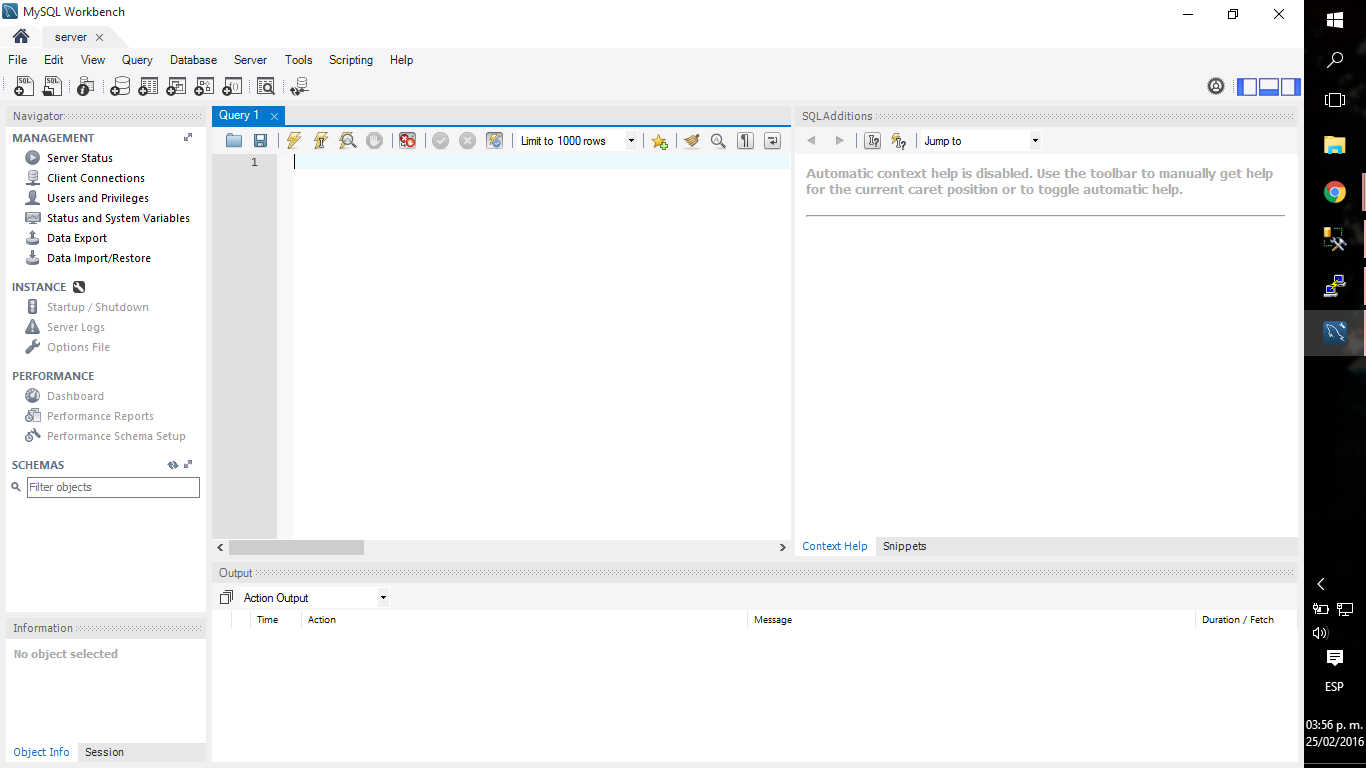 MySQL Workbench
server
File Edit View Query Database Server Tools Scripting Help
Navigator
MANAGEMENT
Server Status
Client Connections
Users and Privileges
Status and System Variables
Data Export
Data Import/Restore
INSTANCE
Startup / Shutdown
Server Logs
Options File
PERFORMANCE
Dashboard
Performance Reports
Performance Schema Setup
SCHEMAS
Filter objects
Information
No object selected
Object Info Session
Query 1
Limit to 1000 rows
1
SQLAdditions
Jump to
Automatic context help is disabled. Use the toolbar to manually get help
for the current caret position or to toggle automatic help.
Context Help Snippets
Output
Action Output
Time Action Message Duration / Fetch
ESP
03:56 p. m.
25/02/2016